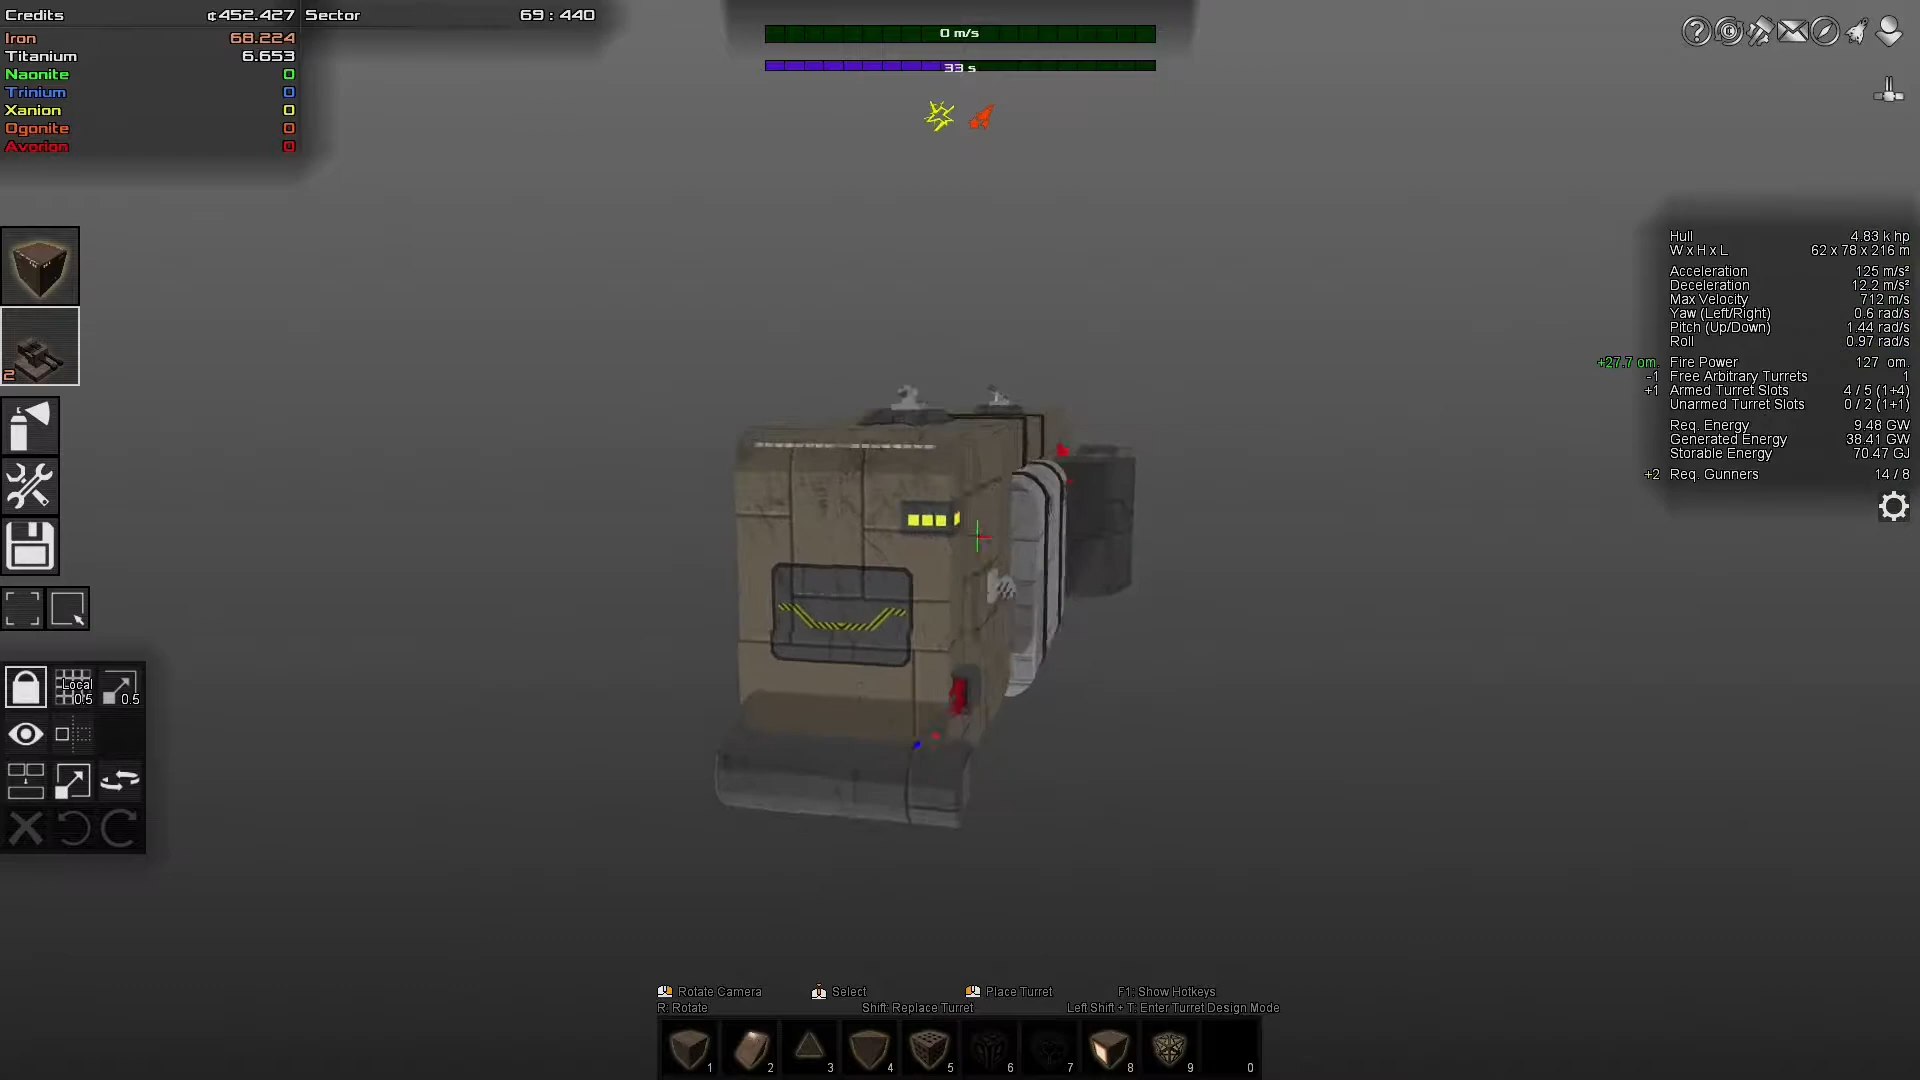 Credits ¢452.427 Sector 69 : 440
Iron 68.224
Titanium 6.653
Naonite 0
Trinium 0
Xanion 0
Ogonite 0
Avorion 0
0 m/s
33 s
Hull 4.83 k hp
W x H x L 62 x 78 x 216 m
Acceleration 125 m/s²
Deceleration 12.2 m/s²
Max Velocity 712 m/s
Yaw (Left/Right) 0.6 rad/s
Pitch (Up/Down) 1.44 rad/s
Roll 0.97 rad/s
+27.7 om. Fire Power 127 om.
-1 Free Arbitrary Turrets 1
+1 Armed Turret Slots 4 / 5 (1+4)
Unarmed Turret Slots 0 / 2 (1+1)
Req. Energy 9.48 GW
Generated Energy 38.41 GW
Storable Energy 70.47 GJ
+2 Req. Gunners 14 / 8
2
Local
0.5 0.5
Rotate Camera Select Place Turret F1: Show Hotkeys
R: Rotate Shift: Replace Turret Left Shift + T: Enter Turret Design Mode
1 2 3 4 5 6 7 8 9 0